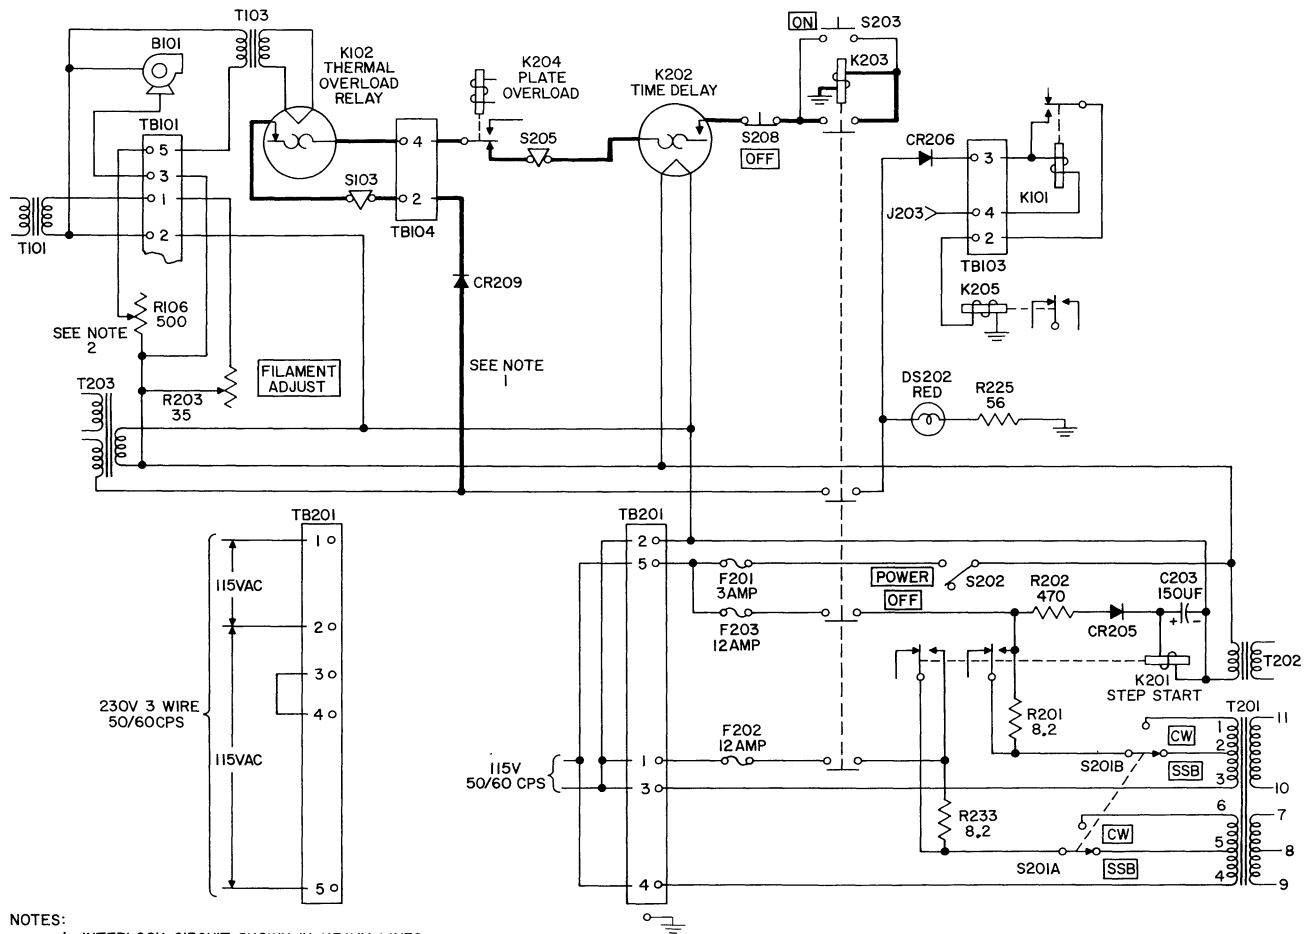 T103
ON
S203
B101
K102
THERMAL
OVERLOAD
RELAY
K204
PLATE
OVERLOAD
K202
TIME DELAY
K203
TB101
5
3
1
2
T101
S103
4
2
TB104
S205
S208
OFF
CR206
3
4
2
TB103
J203
K101
K205
CR209
R106
500
SEE NOTE
2
SEE NOTE
1
FILAMENT
ADJUST
T203
R203
35
DS202
RED
R225
56
TB201
1
2
3
4
5
115VAC
115VAC
230V 3 WIRE
50/60CPS
TB201
2
5
1
3
4
115V
50/60 CPS
F201
3AMP
F203
12AMP
F202
12AMP
POWER
OFF
S202
R202
470
CR205
C203
150UF
+
-
K201
STEP START
T202
R201
8.2
R233
8.2
S201B
CW
SSB
S201A
CW
SSB
T201
1
2
3
6
5
4
11
10
7
8
9
NOTES: